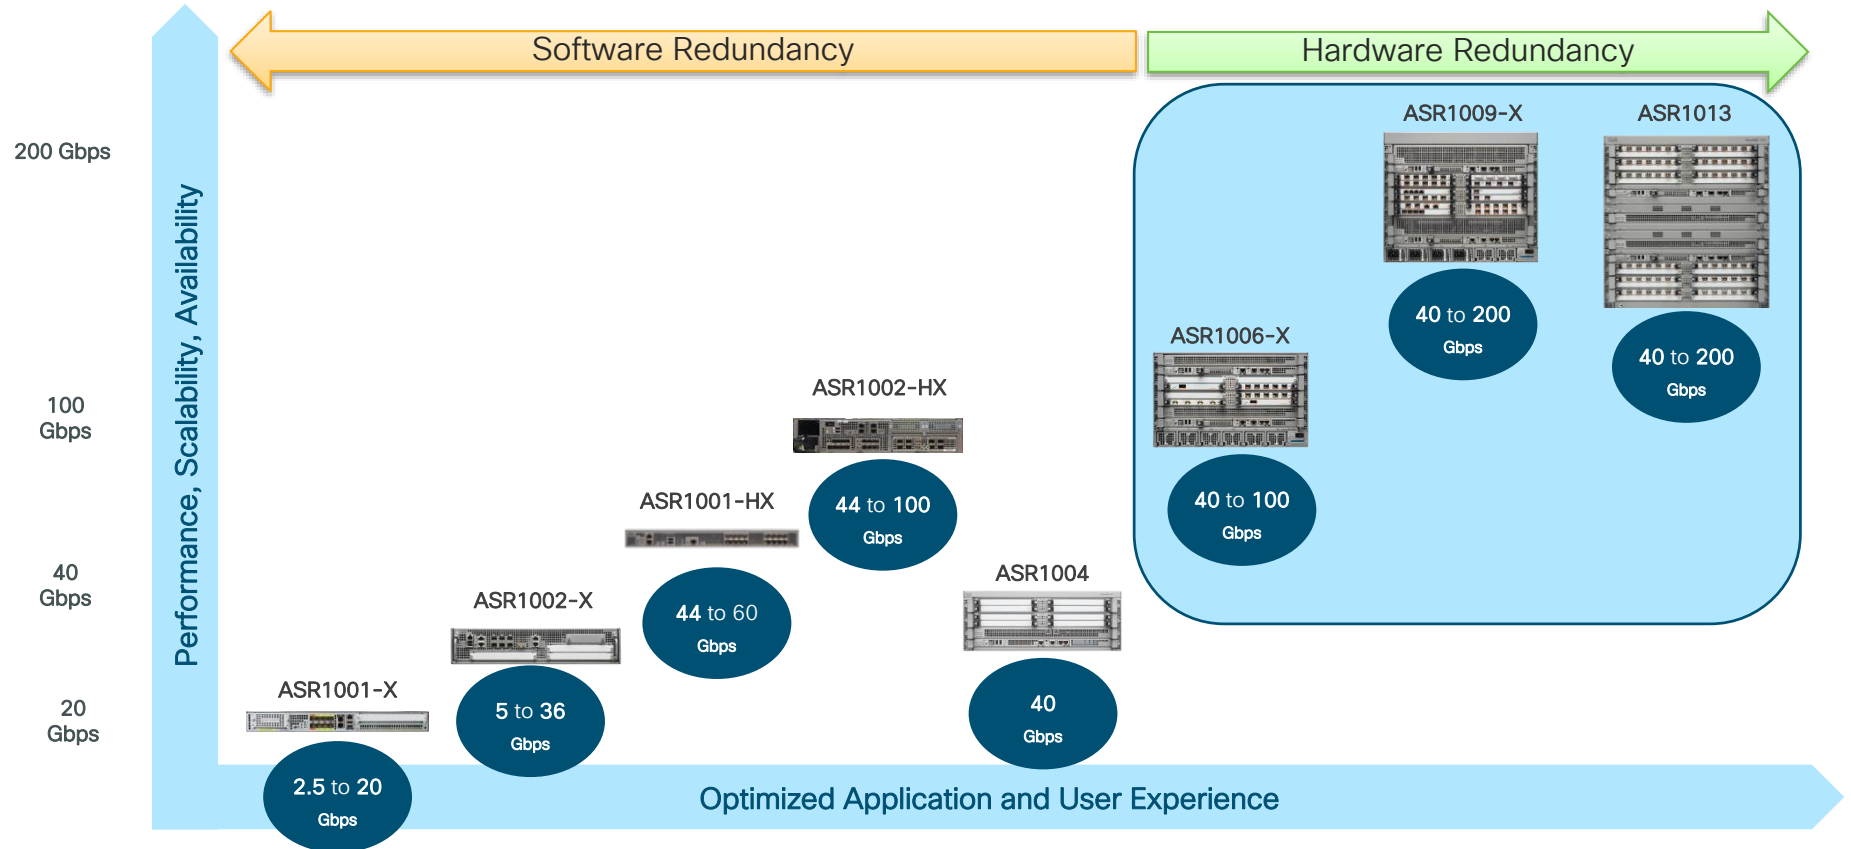 Software Redundancy
Hardware Redundancy
Performance, Scalability, Availability
200 Gbps
100
Gbps
40
Gbps
20
Gbps
ASR1001-X
2.5 to 20
Gbps
ASR1002-X
5 to 36
Gbps
ASR1001-HX
44 to 60
Gbps
ASR1002-HX
44 to 100
Gbps
ASR1004
40
Gbps
ASR1006-X
40 to 100
Gbps
ASR1009-X
40 to 200
Gbps
ASR1013
40 to 200
Gbps
Optimized Application and User Experience